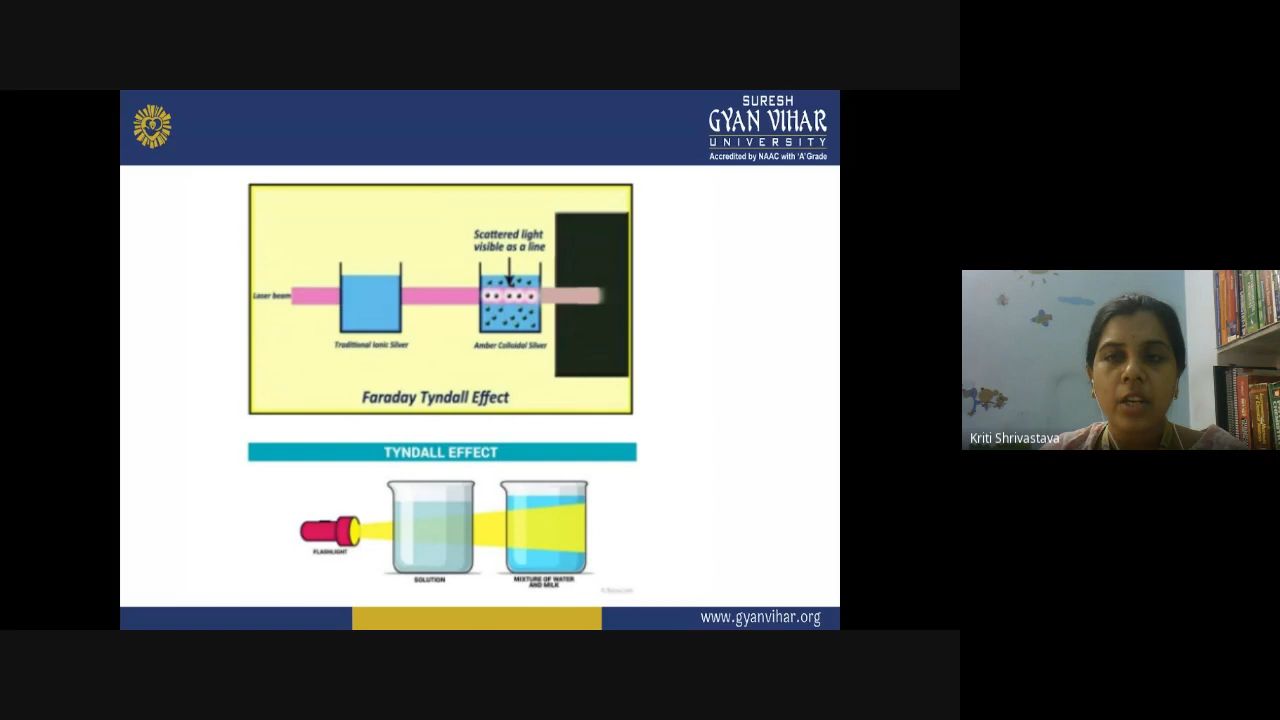 SURESH
GYAN VIHAR
UNIVERSITY
Accredited by NAAC with 'A' Grade
Scattered light
visible as a line
Laser beam
Traditional Ionic Silver
Amber Colloidal Silver
Faraday Tyndall Effect
TYNDALL EFFECT
FLASHLIGHT
SOLUTION
MIXTURE OF WATER
AND MILK
www.gyanvihar.org
Kriti Shrivastava